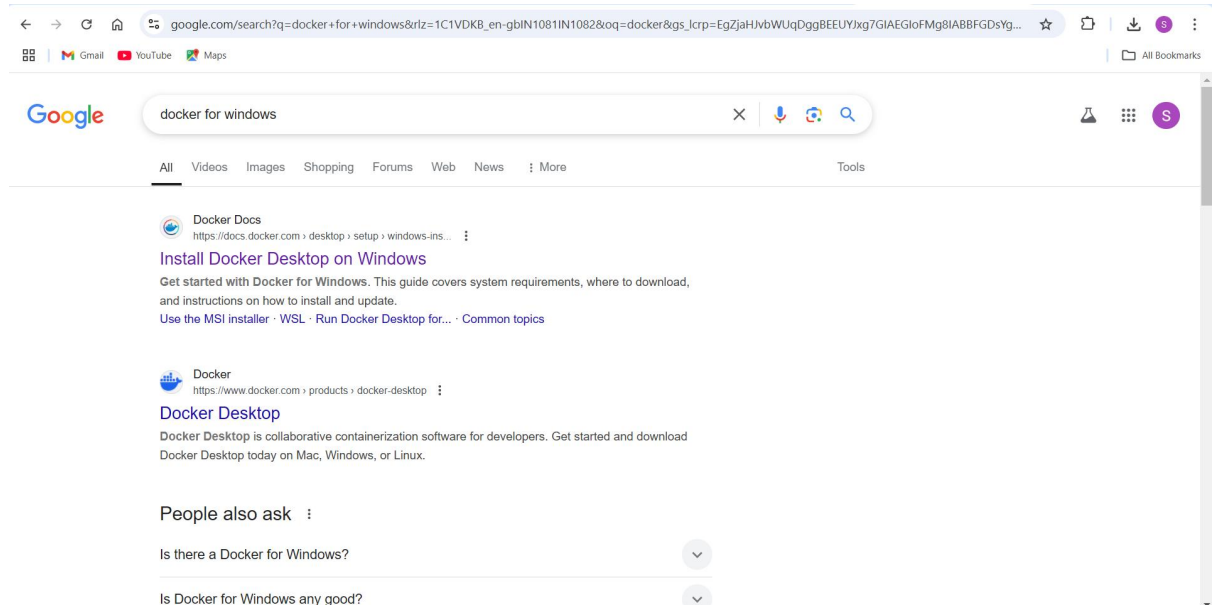 google.com/search?q=docker+for+windows&rlz=1C1VDKB_en-gbIN1081IN1082&oq=docker&gs_lcrp=EgZjaHJvbWUqDggBEEUYJxg7GIAEGIoFMg8IABBFGDsYg...
Gmail YouTube Maps All Bookmarks
Google docker for windows S
All Videos Images Shopping Forums Web News More Tools
Docker Docs
https://docs.docker.com › desktop › setup › windows-ins...
Install Docker Desktop on Windows
Get started with Docker for Windows. This guide covers system requirements, where to download,
and instructions on how to install and update.
Use the MSI installer · WSL · Run Docker Desktop for... · Common topics
Docker
https://www.docker.com › products › docker-desktop
Docker Desktop
Docker Desktop is collaborative containerization software for developers. Get started and download
Docker Desktop today on Mac, Windows, or Linux.
People also ask
Is there a Docker for Windows?
Is Docker for Windows any good?